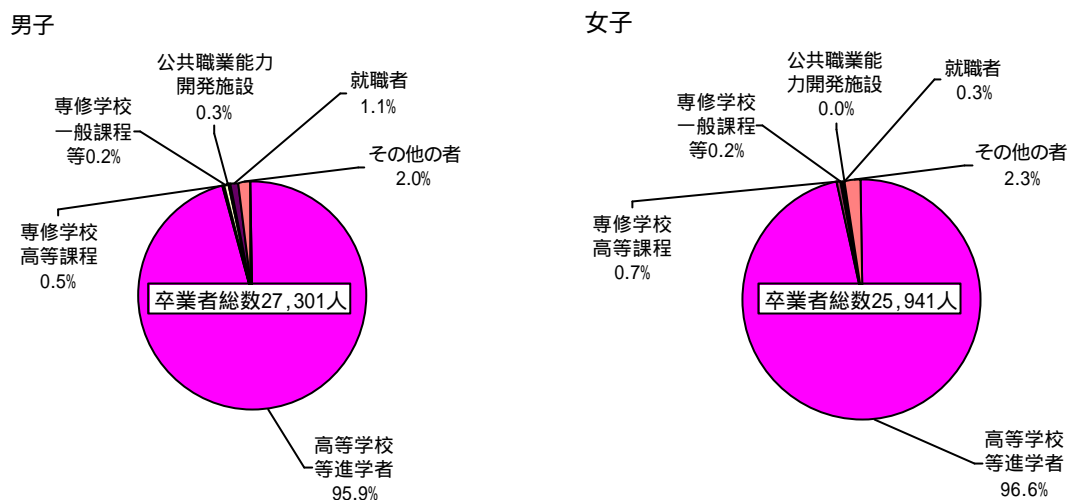 男子
公共職業能力
開発施設
0.3%
就職者
1.1%
専修学校
一般課程
等0.2%
その他の者
2.0%
専修学校
高等課程
0.5%
卒業者総数27,301人
高等学校
等進学者
95.9%
女子
公共職業能
力開発施設
0.0%
就職者
0.3%
専修学校
一般課程
等0.2%
その他の者
2.3%
専修学校
高等課程
0.7%
卒業者総数25,941人
高等学校
等進学者
96.6%